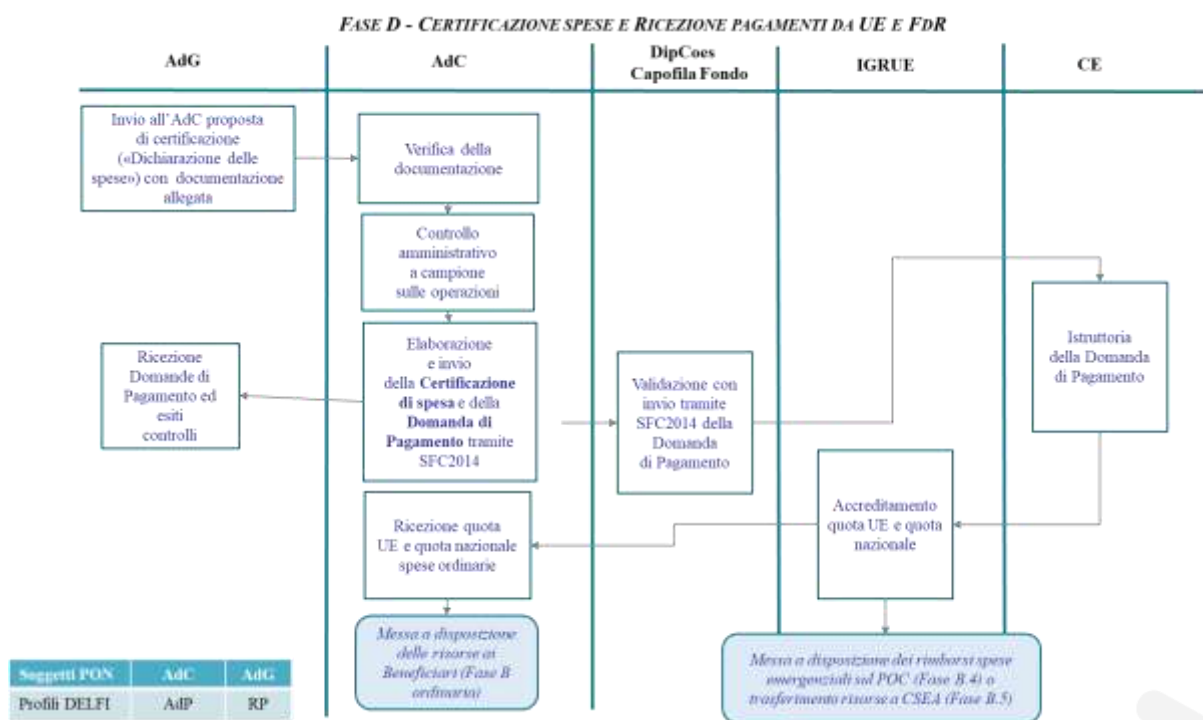 FASE D - CERTIFICAZIONE SPESE E RICEZIONE PAGAMENTI DA UE E FDR
AdG
AdC
DipCoes
Capofila Fondo
IGRUE
CE
Invio all'AdC proposta
di certificazione
(«Dichiarazione delle
spese») con documentazione
allegata
Verifica della
documentazione
Controllo
amministrativo
a campione
sulle operazioni
Elaborazione
e invio
della Certificazione
di spesa e della
Domanda di
Pagamento tramite
SFC2014
Ricezione
Domande di
Pagamento ed
esiti
controlli
Validazione con
invio tramite
SFC2014 della
Domanda
di Pagamento
Istruttoria
della Domanda
di Pagamento
Accreditamento
quota UE e quota
nazionale
Ricezione quota
UE e quota nazionale
spese ordinarie
Messa a disposizione
delle risorse ai
Beneficiari (Fase B
ordinaria)
Messa a disposizione dei rimborsi spese
emergenziali sul POC (Fase B.4) o
trasferimento risorse a CSEA (Fase B.5)
Soggetti PON AdC AdG
Profili DELFI AdP RP